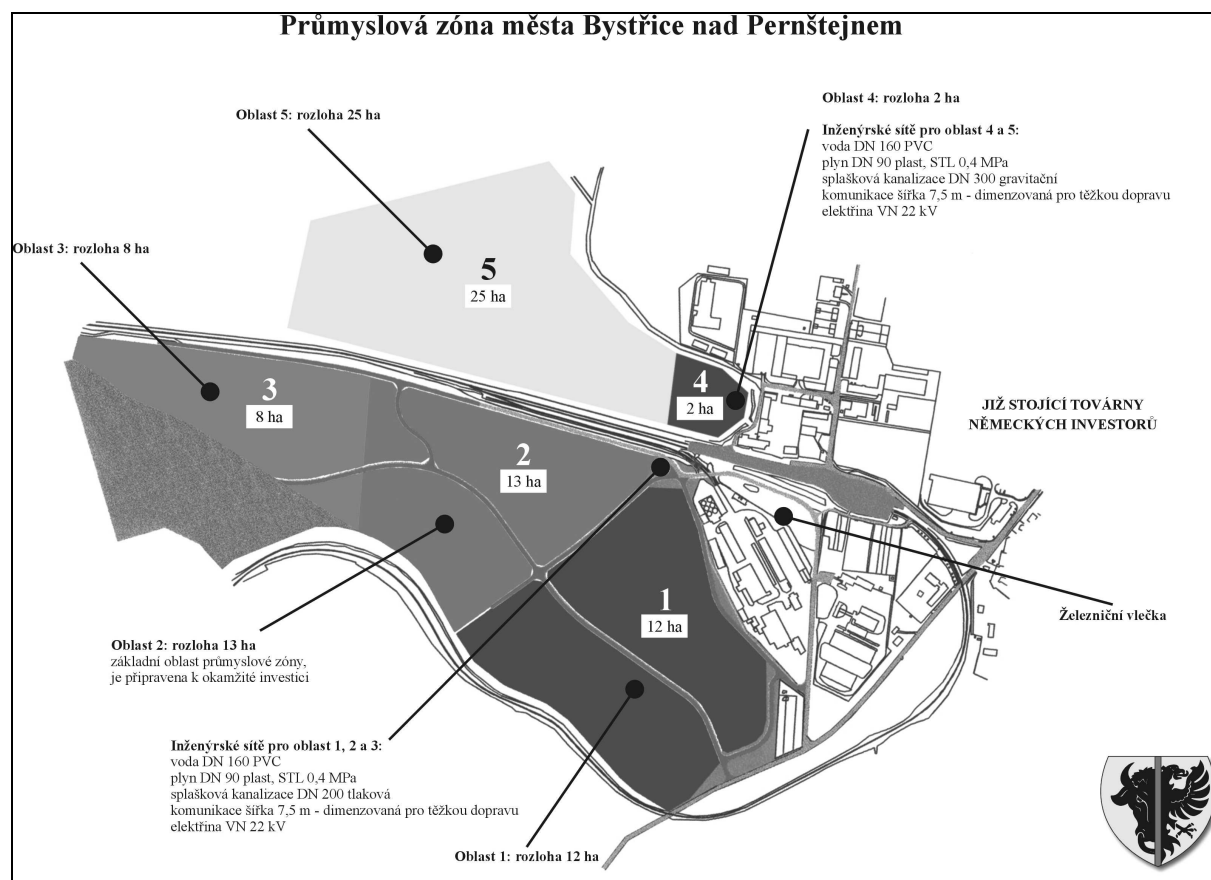 Průmyslová zóna města Bystřice nad Pernštejnem
Oblast 4: rozloha 2 ha
Inženýrské sítě pro oblast 4 a 5:
voda DN 160 PVC
plyn DN 90 plast, STL 0,4 MPa
splašková kanalizace DN 300 gravitační
komunikace šířka 7,5 m - dimenzovaná pro těžkou dopravu
elektřina VN 22 kV
Oblast 5: rozloha 25 ha
Oblast 3: rozloha 8 ha
5
25 ha
4
2 ha
3
8 ha
JIŽ STOJÍCÍ TOVÁRNY
NĚMECKÝCH INVESTORŮ
2
13 ha
1
12 ha
Železniční vlečka
Oblast 2: rozloha 13 ha
základní oblast průmyslové zóny,
je připravena k okamžité investici
Inženýrské sítě pro oblast 1, 2 a 3:
voda DN 160 PVC
plyn DN 90 plast, STL 0,4 MPa
splašková kanalizace DN 200 tlaková
komunikace šířka 7,5 m - dimenzovaná pro těžkou dopravu
elektřina VN 22 kV
Oblast 1: rozloha 12 ha